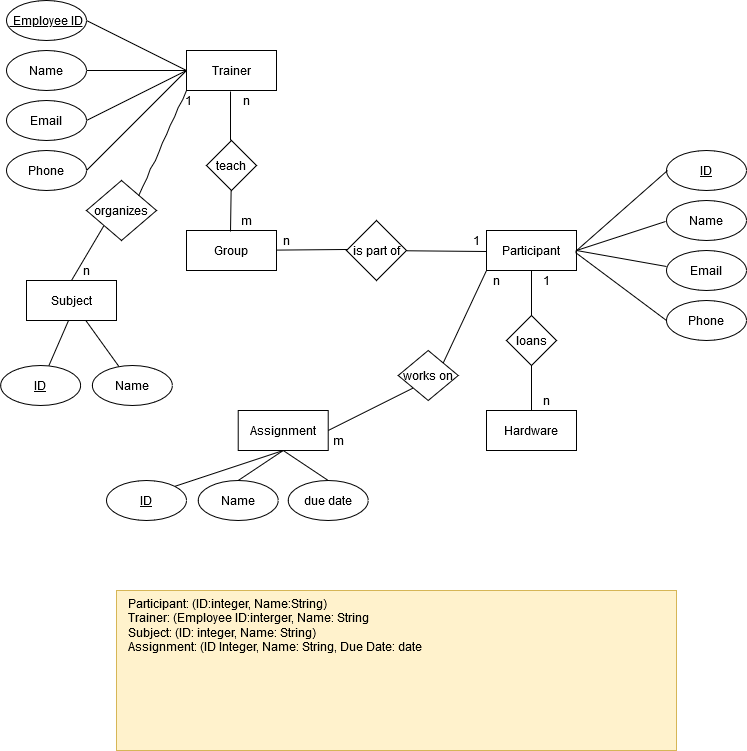 Employee ID
Name
Trainer
1
n
Email
Phone
teach
ID
organizes
m
Name
n
1
Group
is part of
Participant
n
Email
n
1
Subject
Phone
loans
ID
Name
works on
n
Assignment
m
Hardware
ID
Name
due date
Participant: (ID:integer, Name:String)
Trainer: (Employee ID:interger, Name: String
Subject: (ID: integer, Name: String)
Assignment: (ID Integer, Name: String, Due Date: date